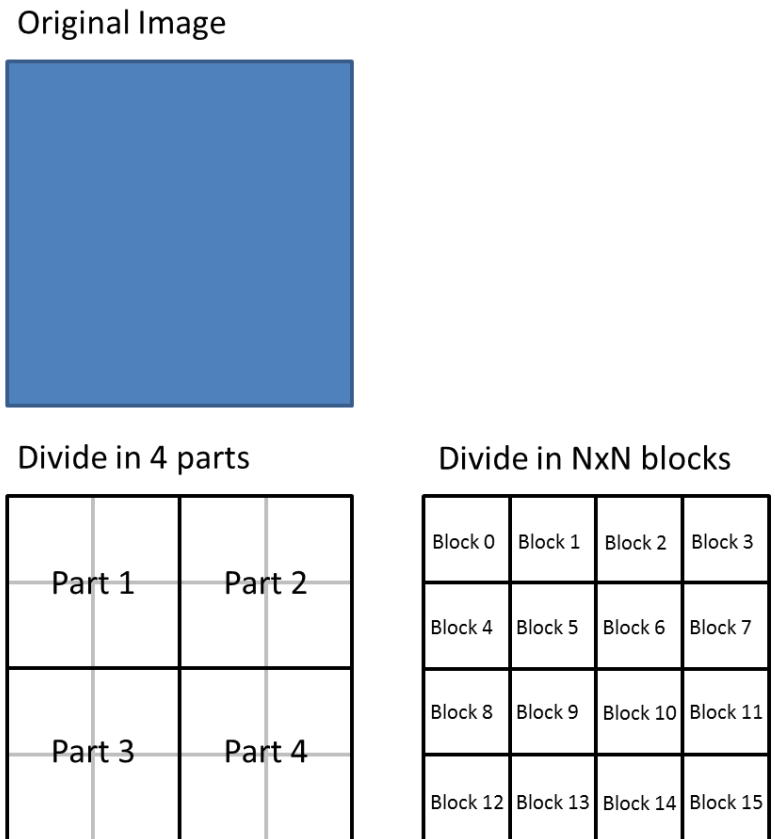 Original Image
Divide in 4 parts
Divide in NxN blocks
Part 1
Part 2
Part 3
Part 4
Block 0
Block 1
Block 2
Block 3
Block 4
Block 5
Block 6
Block 7
Block 8
Block 9
Block 10
Block 11
Block 12
Block 13
Block 14
Block 15